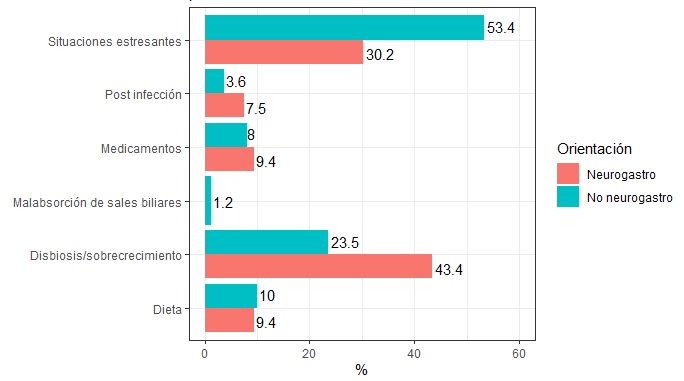 Situaciones estresantes
53.4
30.2
Post infección
3.6
7.5
Medicamentos
8
9.4
Malabsorción de sales biliares
1.2
Disbiosis/sobrecrecimiento
23.5
43.4
Dieta
10
9.4
0
20
40
60
%
Orientación
Neurogastro
No neurogastro